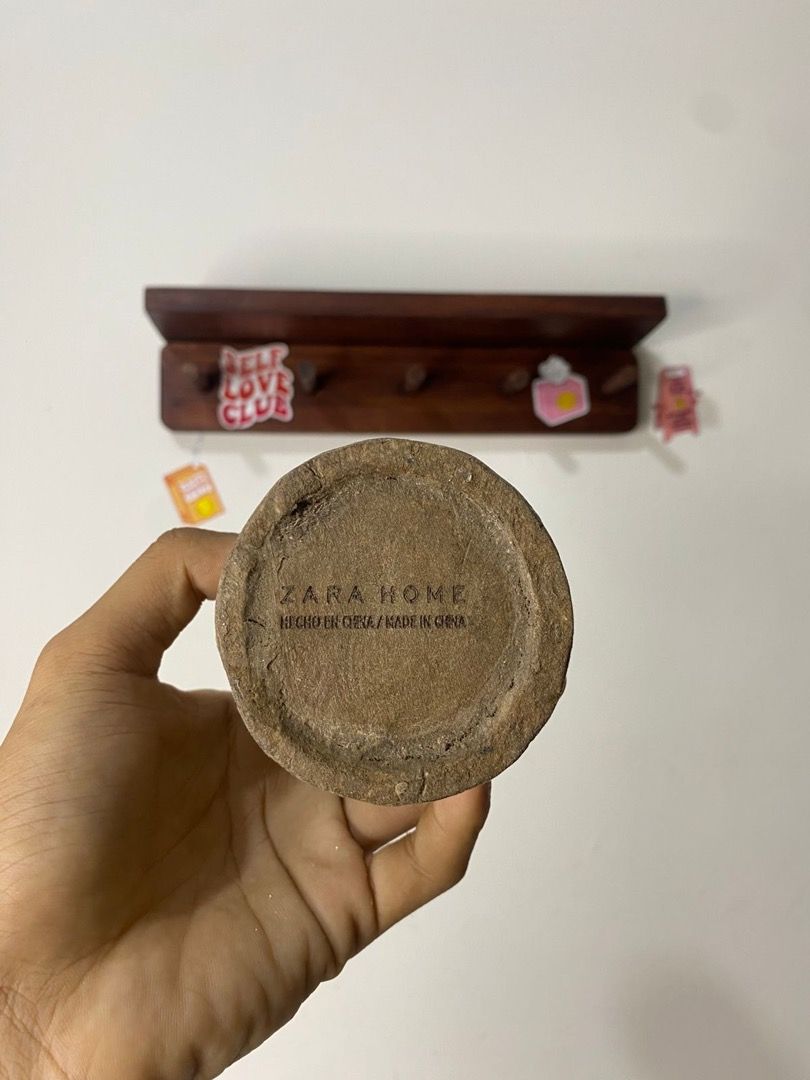 SELF
LOVE
CLUB
ZARA HOME
HECHO EN CHINA / MADE IN CHINA